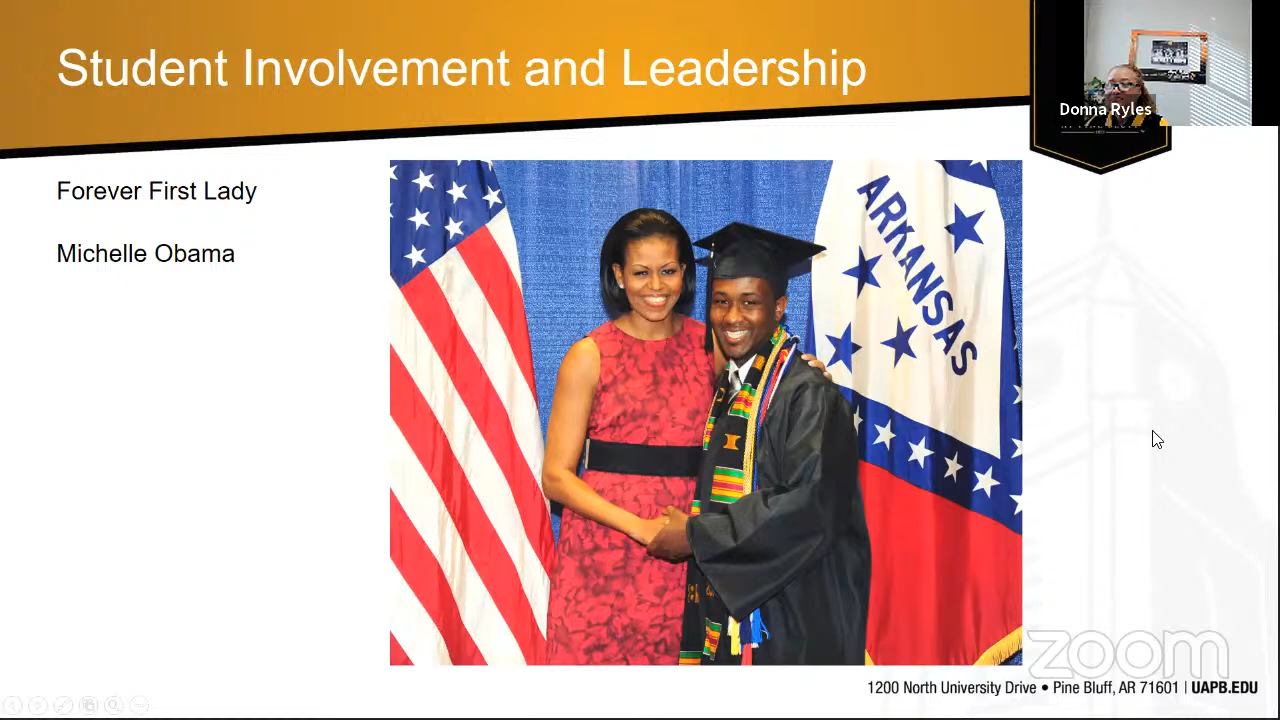 Student Involvement and Leadership
Donna Ryles
Forever First Lady
Michelle Obama
ARKANSAS
zoom
1200 North University Drive • Pine Bluff, AR 71601 | UAPB.EDU